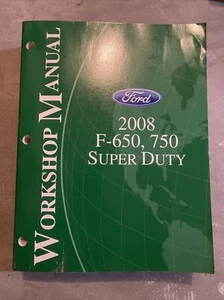 WORKSHOP MANUAL
Ford
2008
F-650, 750
SUPER DUTY